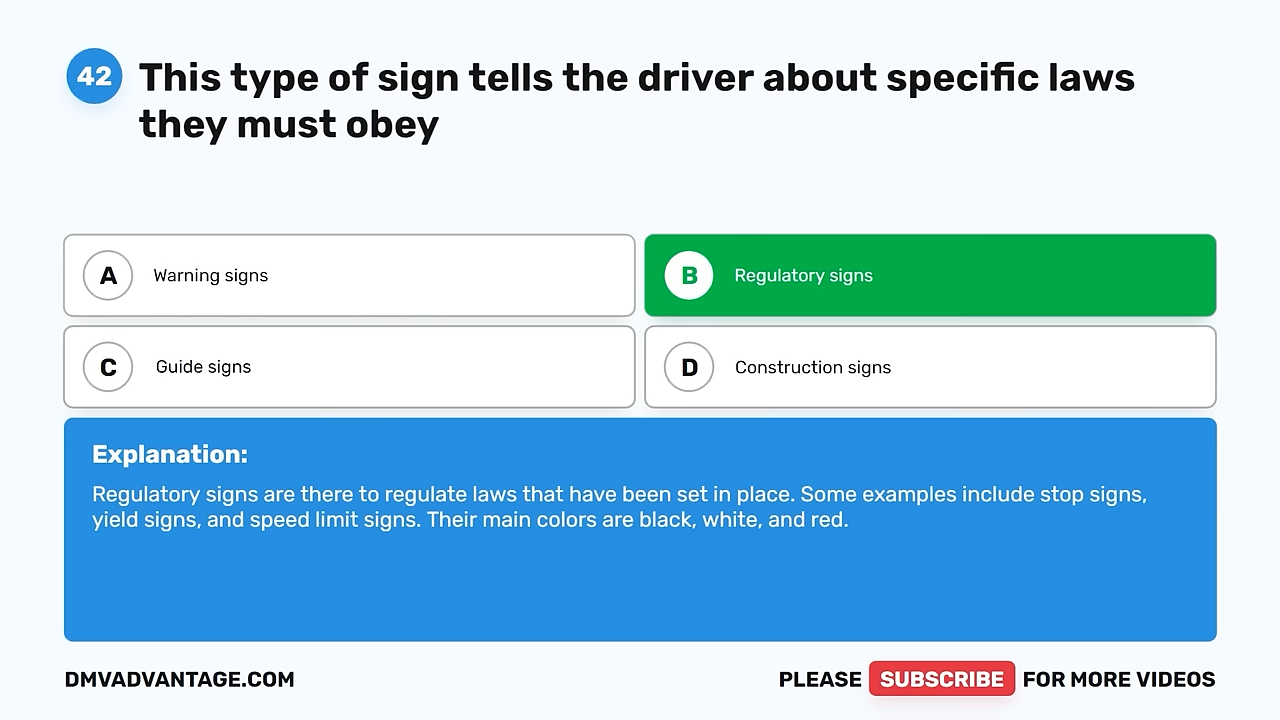 42
This type of sign tells the driver about specific laws
they must obey
A Warning signs
B Regulatory signs
C Guide signs
D Construction signs
Explanation:
Regulatory signs are there to regulate laws that have been set in place. Some examples include stop signs,
yield signs, and speed limit signs. Their main colors are black, white, and red.
DMVADVANTAGE.COM
PLEASE SUBSCRIBE FOR MORE VIDEOS